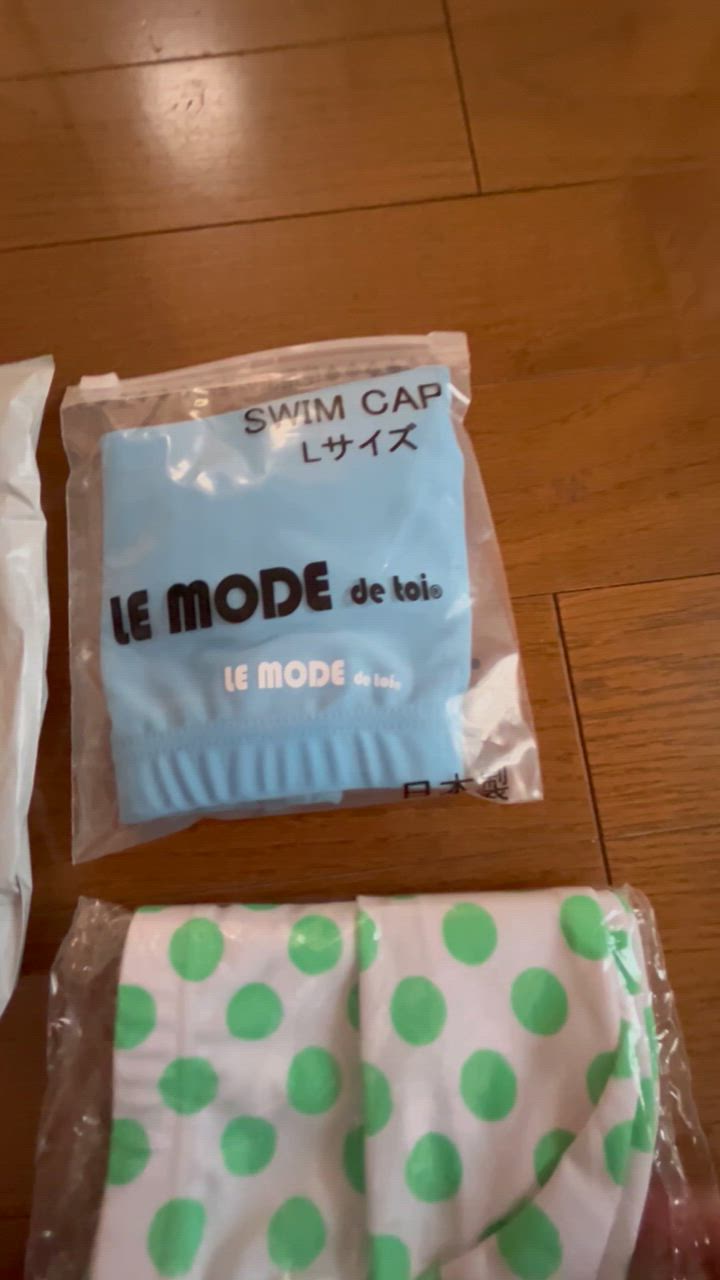 SWIM CAP
Lサイズ
LE MODE de toi®
LE MODE de toi®
日本製